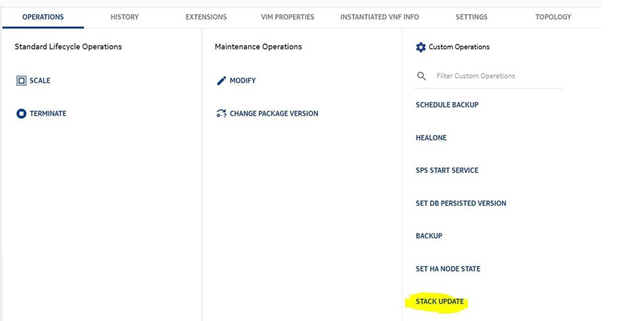 OPERATIONS HISTORY EXTENSIONS VIM PROPERTIES INSTANTIATED VNF INFO SETTINGS TOPOLOGY
Standard Lifecycle Operations
SCALE
TERMINATE
Maintenance Operations
MODIFY
CHANGE PACKAGE VERSION
Custom Operations
Filter Custom Operations
SCHEDULE BACKUP
HEALONE
SPS START SERVICE
SET DB PERSISTED VERSION
BACKUP
SET HA NODE STATE
STACK UPDATE